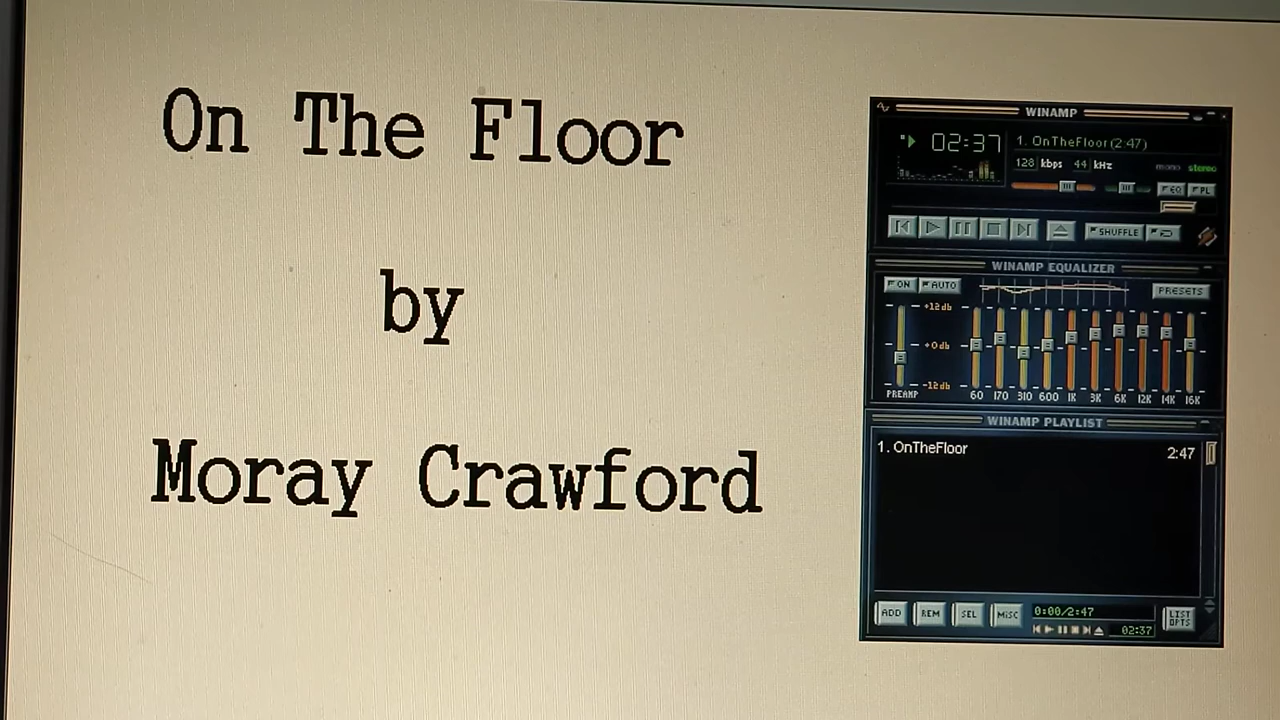 On The Floor
by
Moray Crawford
WINAMP
02:37
1. OnTheFloor (2:47)
128 kbps 44 kHz
mono stereo
EQ PL
SHUFFLE
WINAMP EQUALIZER
ON AUTO PRESETS
+12db
+0db
-12db
PREAMP 60 170 310 600 1K 3K 6K 12K 14K 16K
WINAMP PLAYLIST
1. OnTheFloor 2:47
ADD REM SEL MISC 0:00/2:47 LIST OPTS
02:37